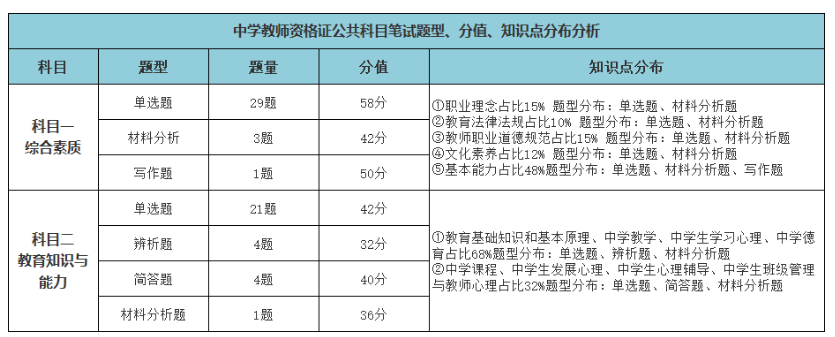 中学教师资格证公共科目笔试题型、分值、知识点分布分析
科目 题型 题量 分值 知识点分布
科目一
综合素质
单选题 29题 58分
材料分析 3题 42分
写作题 1题 50分
①职业理念占比15% 题型分布：单选题、材料分析题
②教育法律法规占比10% 题型分布：单选题、材料分析题
③教师职业道德规范占比15% 题型分布：单选题、材料分析题
④文化素养占比12% 题型分布：单选题、材料分析题
⑤基本能力占比48%题型分布：单选题、材料分析题、写作题
科目二
教育知识与
能力
单选题 21题 42分
辨析题 4题 32分
简答题 4题 40分
材料分析题 1题 36分
①教育基础知识和基本原理、中学教学、中学生学习心理、中学德
育占比68%题型分布：单选题、辨析题、材料分析题
②中学课程、中学生发展心理、中学生心理辅导、中学生班级管理
与教师心理占比32%题型分布：单选题、简答题、材料分析题